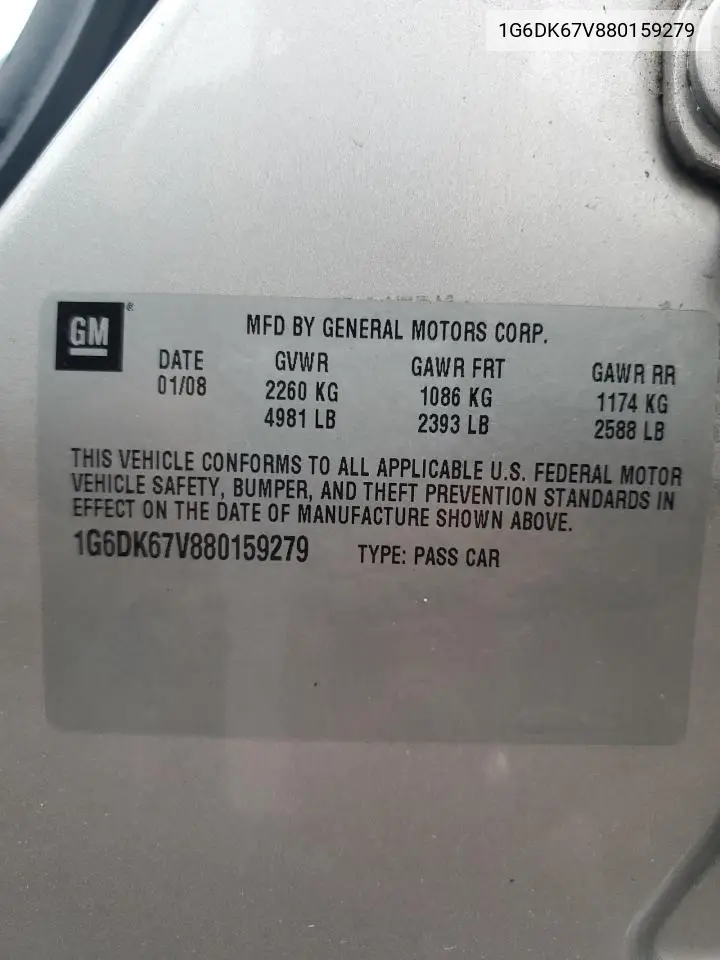 1G6DK67V880159279
GM®
MFD BY GENERAL MOTORS CORP.
DATE GVWR GAWR FRT GAWR RR
01/08 2260 KG 1086 KG 1174 KG
4981 LB 2393 LB 2588 LB
THIS VEHICLE CONFORMS TO ALL APPLICABLE U.S. FEDERAL MOTOR
VEHICLE SAFETY, BUMPER, AND THEFT PREVENTION STANDARDS IN
EFFECT ON THE DATE OF MANUFACTURE SHOWN ABOVE.
1G6DK67V880159279 TYPE: PASS CAR